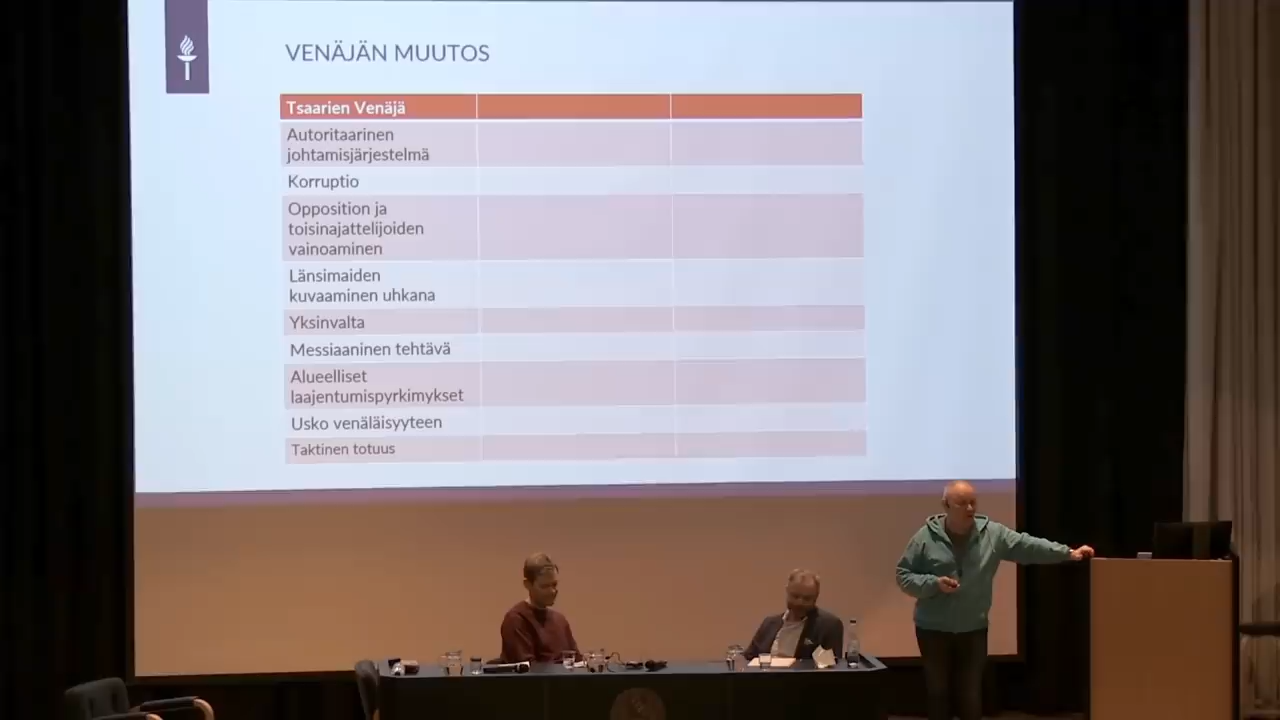 VENÄJÄN MUUTOS
Tsaarien Venäjä
Autoritaarinen
johtamisjärjestelmä
Korruptio
Opposition ja
toisinajattelijoiden
vainoaminen
Länsimaiden
kuvaaminen uhkana
Yksinvalta
Messiaaninen tehtävä
Alueelliset
laajentumispyrkimykset
Usko venäläisyyteen
Taktinen totuus